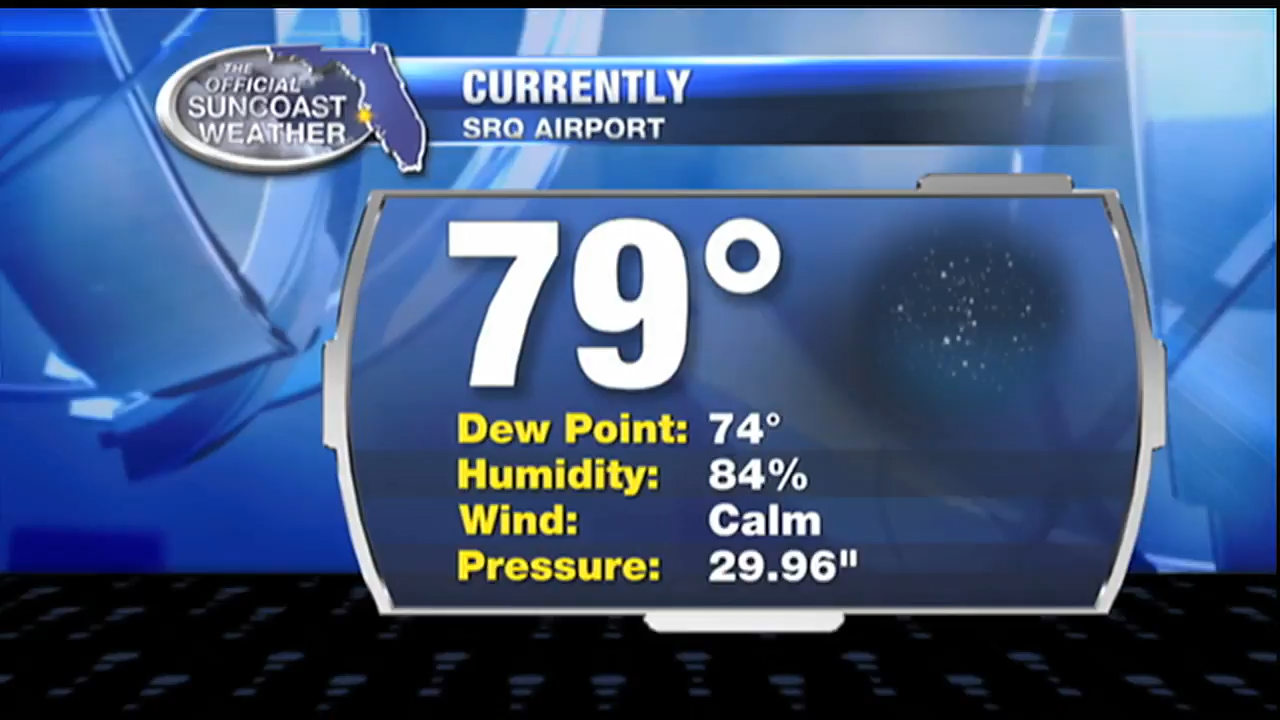 THE
OFFICIAL
SUNCOAST
WEATHER
CURRENTLY
SRQ AIRPORT
79°
Dew Point: 74°
Humidity: 84%
Wind: Calm
Pressure: 29.96"